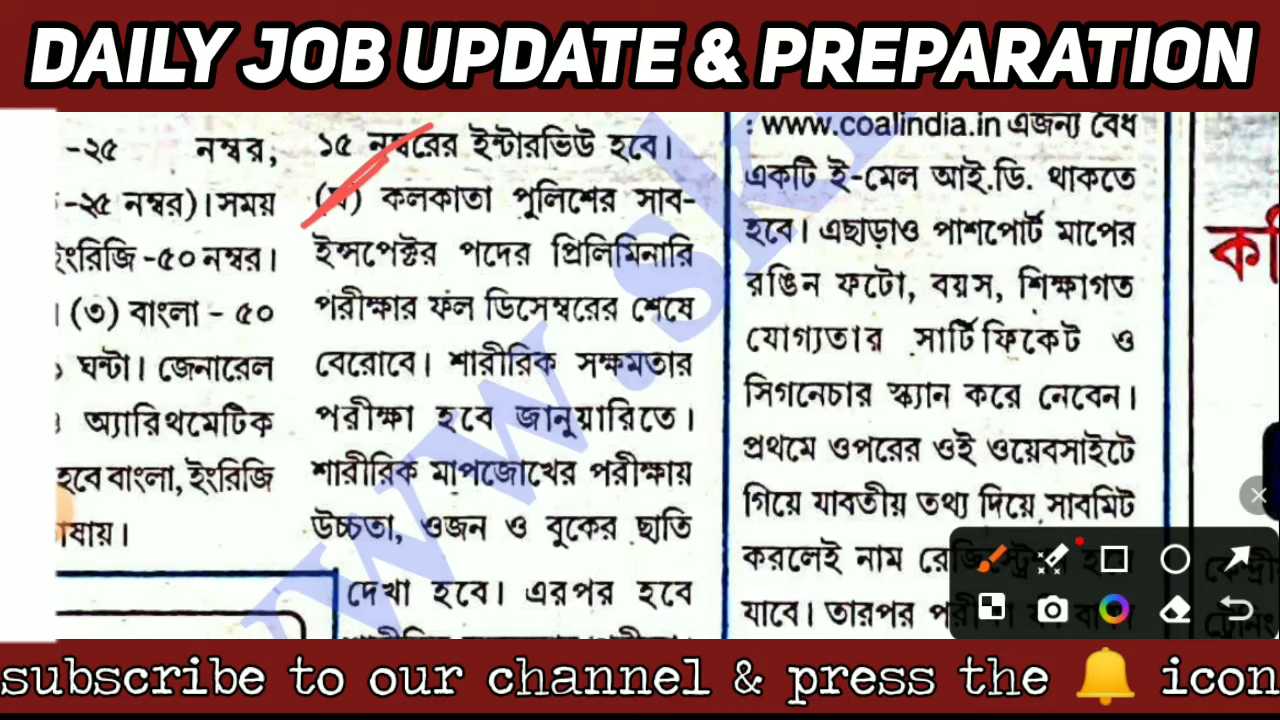 DAILY JOB UPDATE & PREPARATION
-২৫ নম্বর,
-২৫ নম্বর)। সময়
ইংরিজি -৫০ নম্বর।
। (৩) বাংলা - ৫০
ঘন্টা। জেনারেল
অ্যারিথমেটিক
হবে বাংলা, ইংরিজি
১৫ নম্বরের ইন্টারভিউ হবে।
কলকাতা পুলিশের সাব-
ইন্সপেক্টর পদের প্রিলিমিনারি
পরীক্ষার ফল ডিসেম্বরের শেষে
বেরোবে। শারীরিক সক্ষমতার
পরীক্ষা হবে জানুয়ারিতে।
শারীরিক মাপজোখের পরীক্ষায়
উচ্চতা, ওজন ও বুকের ছাতি
দেখা হবে। এরপর হবে
: www.coalindia.in এজন্য বৈধ
একটি ই-মেল আই.ডি. থাকতে
হবে। এছাড়াও পাশপোর্ট মাপের
রঙিন ফটো, বয়স, শিক্ষাগত
যোগ্যতার সার্টিফিকেট ও
সিগনেচার স্ক্যান করে নেবেন।
প্রথমে ওপরের ওই ওয়েবসাইটে
গিয়ে যাবতীয় তথ্য দিয়ে সাবমিট
করলেই নাম
যাবে। তারপর
www.sk
subscribe to our channel & press the 🔔 icon